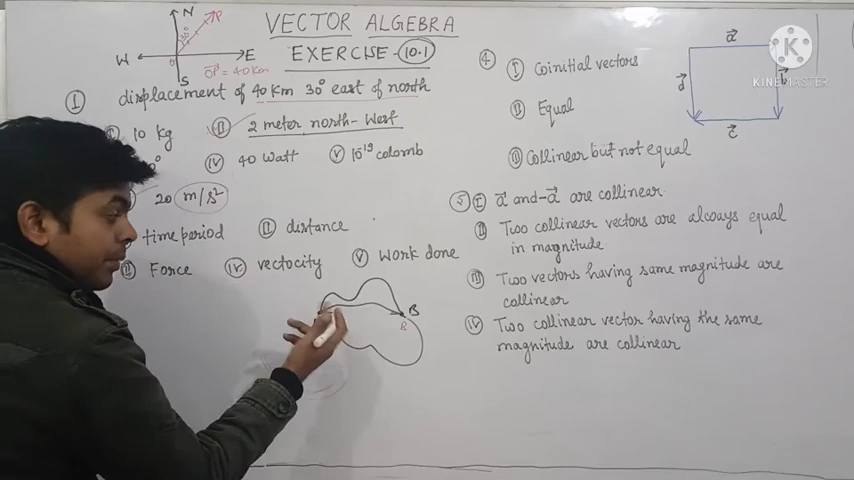 N
P
30°
W
E
O
S
OP = 40 Km
VECTOR ALGEBRA
EXERCISE-10.1
① displacement of 40 Km 30° east of north
10 kg
II 2 meter north-West
IV 40 Watt
V 10¹⁹ colomb
20 m/s²
time period
II distance
III Force
IV vectocity
V Work done
B
④ I Coinitial vectors
II Equal
III Collinear but not equal
a
d
b
c
KINEMASTER
⑤ I a and -a are collinear
II Two collinear vectors are always equal
in magnitude
III Two vectors having same magnitude are
collinear
IV Two collinear vector having the same
magnitude are collinear